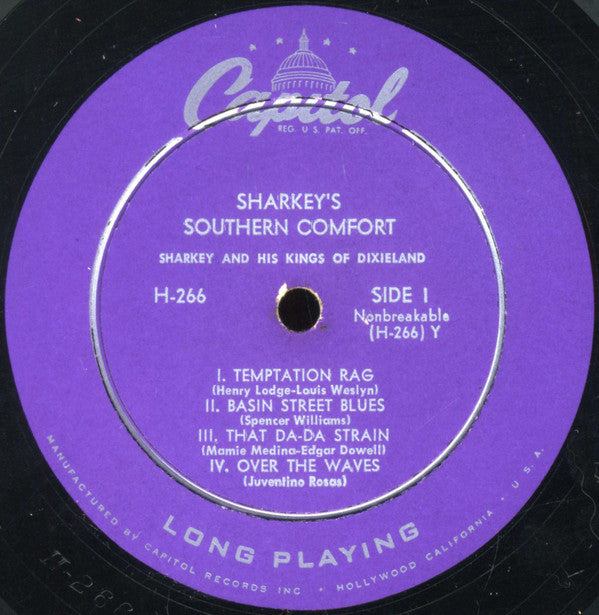 Capitol
REG. U.S. PAT. OFF.
SHARKEY'S
SOUTHERN COMFORT
SHARKEY AND HIS KINGS OF DIXIELAND
H-266
SIDE 1
Nonbreakable
(H-266) Y
I. TEMPTATION RAG
(Henry Lodge-Louis Weslyn)
II. BASIN STREET BLUES
(Spencer Williams)
III. THAT DA-DA STRAIN
(Mamie Medina-Edgar Dowell)
IV. OVER THE WAVES
(Juventino Rosas)
LONG PLAYING
MANUFACTURED BY CAPITOL RECORDS INC • HOLLYWOOD CALIFORNIA • U.S.A.